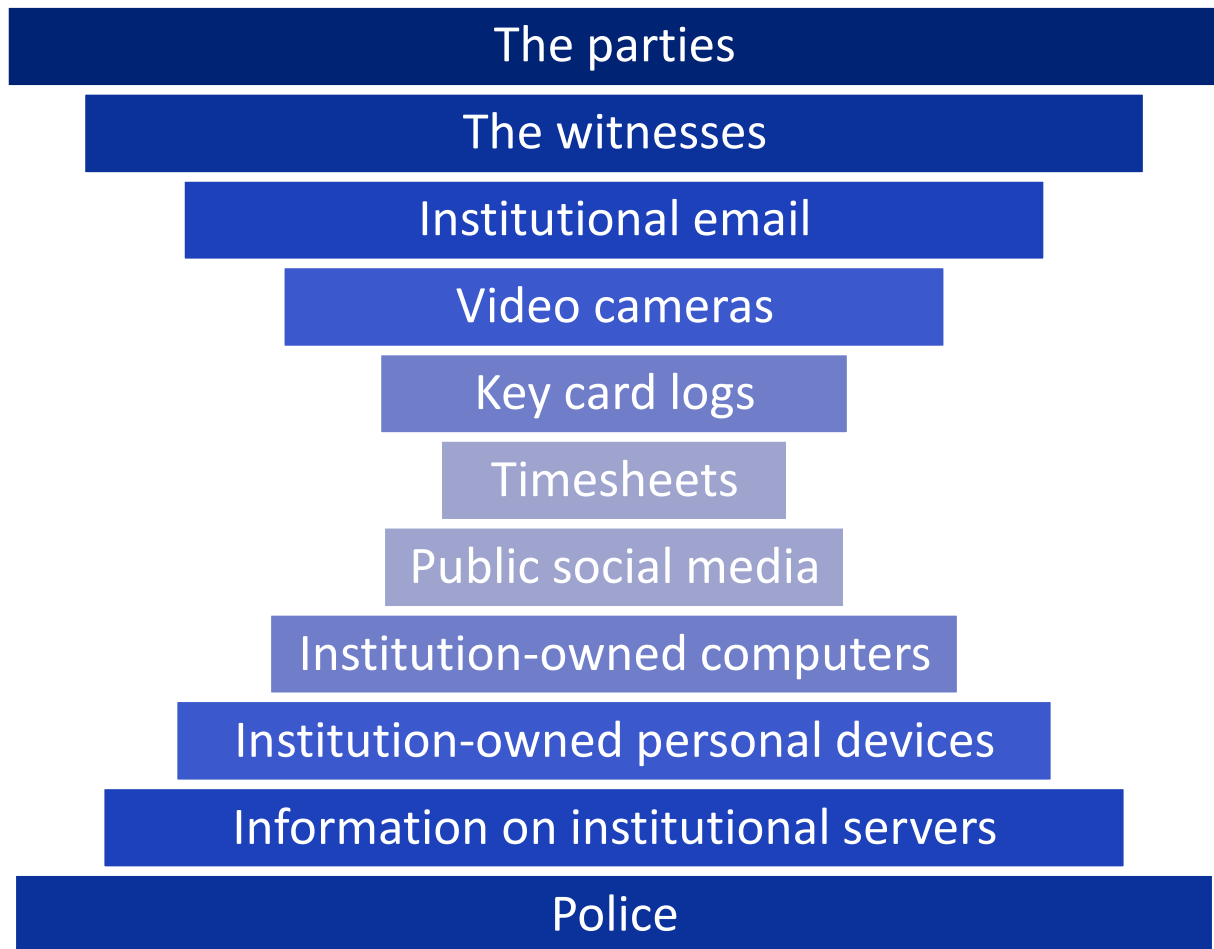 The parties
The witnesses
Institutional email
Video cameras
Key card logs
Timesheets
Public social media
Institution-owned computers
Institution-owned personal devices
Information on institutional servers
Police